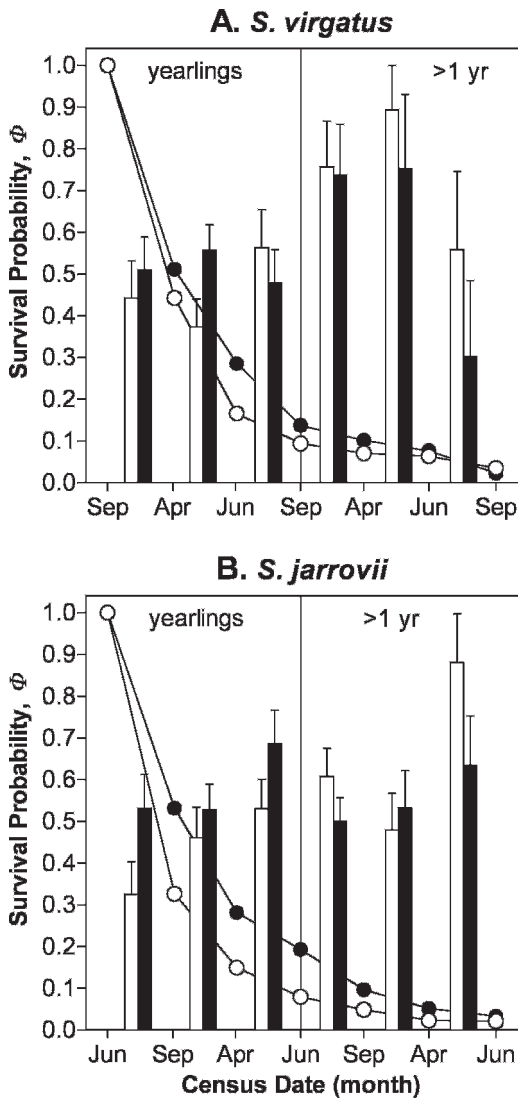 A. S. virgatus
yearlings >1 yr
1.0
0.9
0.8
0.7
0.6
0.5
0.4
0.3
0.2
0.1
0.0
Survival Probability, Φ
Sep Apr Jun Sep Apr Jun Sep
B. S. jarrovii
yearlings >1 yr
1.0
0.9
0.8
0.7
0.6
0.5
0.4
0.3
0.2
0.1
0.0
Survival Probability, Φ
Jun Sep Apr Jun Sep Apr Jun
Census Date (month)